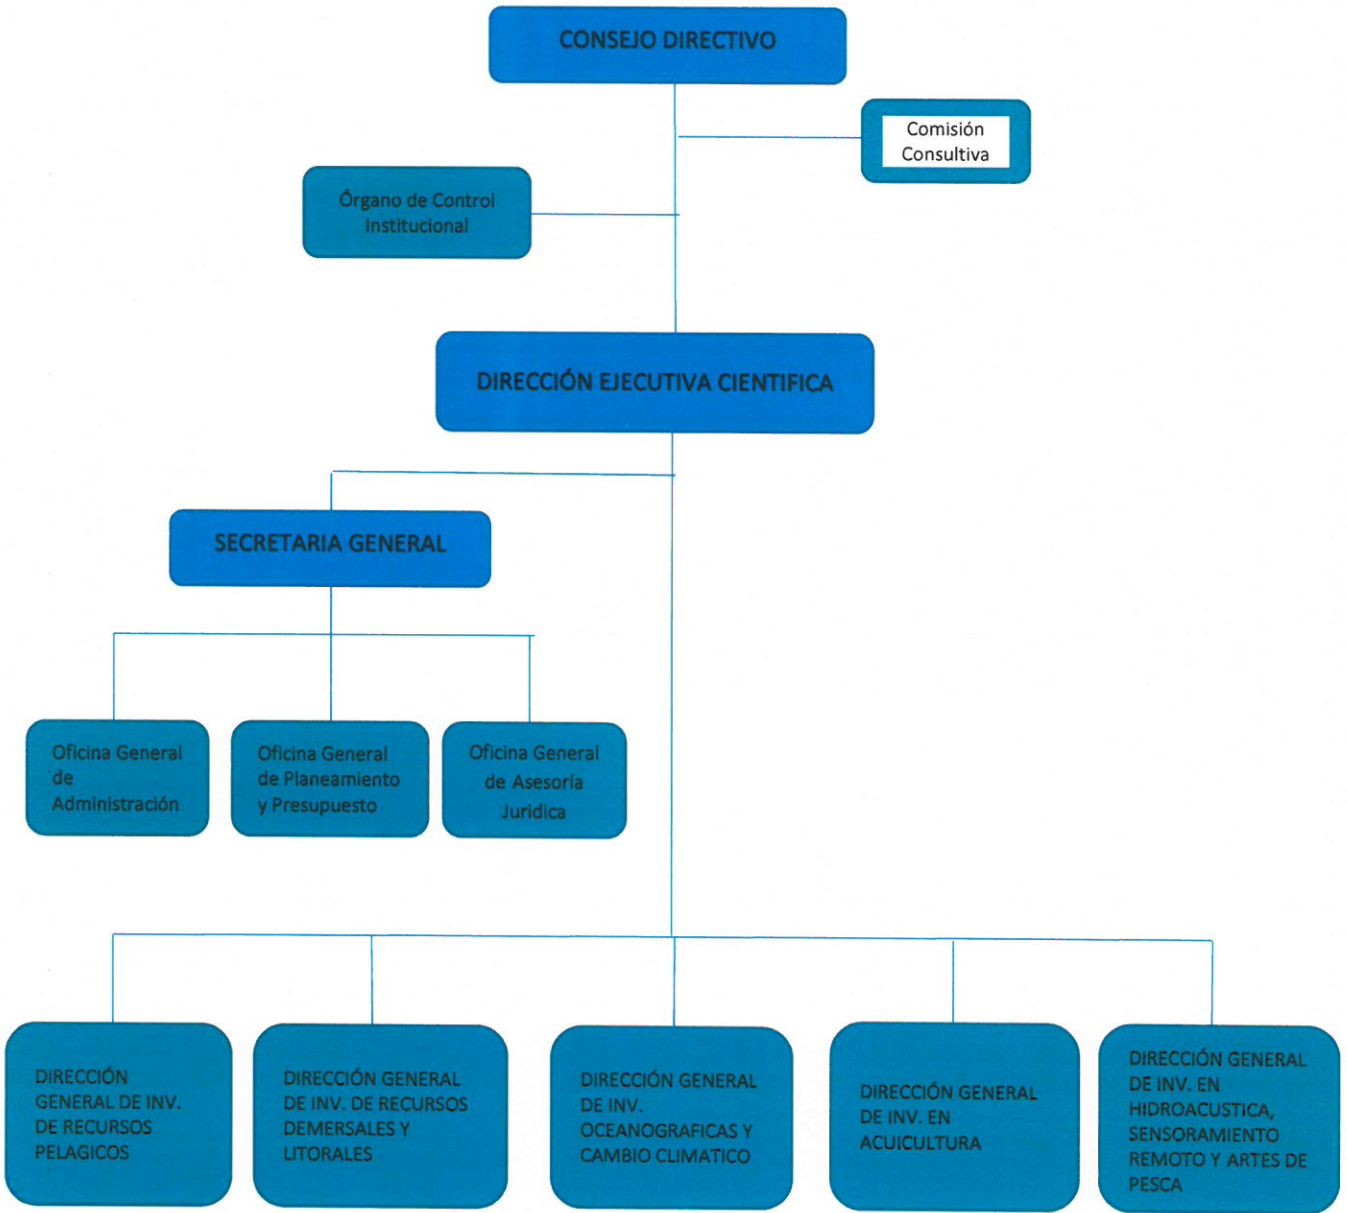 CONSEJO DIRECTIVO
Comisión
Consultiva
Órgano de Control
Institucional
DIRECCIÓN EJECUTIVA CIENTIFICA
SECRETARIA GENERAL
Oficina General
de
Administración
Oficina General
de Planeamiento
y Presupuesto
Oficina General
de Asesoría
Juridica
DIRECCIÓN
GENERAL DE INV.
DE RECURSOS
PELAGICOS
DIRECCIÓN GENERAL
DE INV. DE RECURSOS
DEMERSALES Y
LITORALES
DIRECCIÓN GENERAL
DE INV.
OCEANOGRAFICAS Y
CAMBIO CLIMATICO
DIRECCIÓN GENERAL
DE INV. EN
ACUICULTURA
DIRECCIÓN GENERAL
DE INV. EN
HIDROACUSTICA,
SENSORAMIENTO
REMOTO Y ARTES DE
PESCA